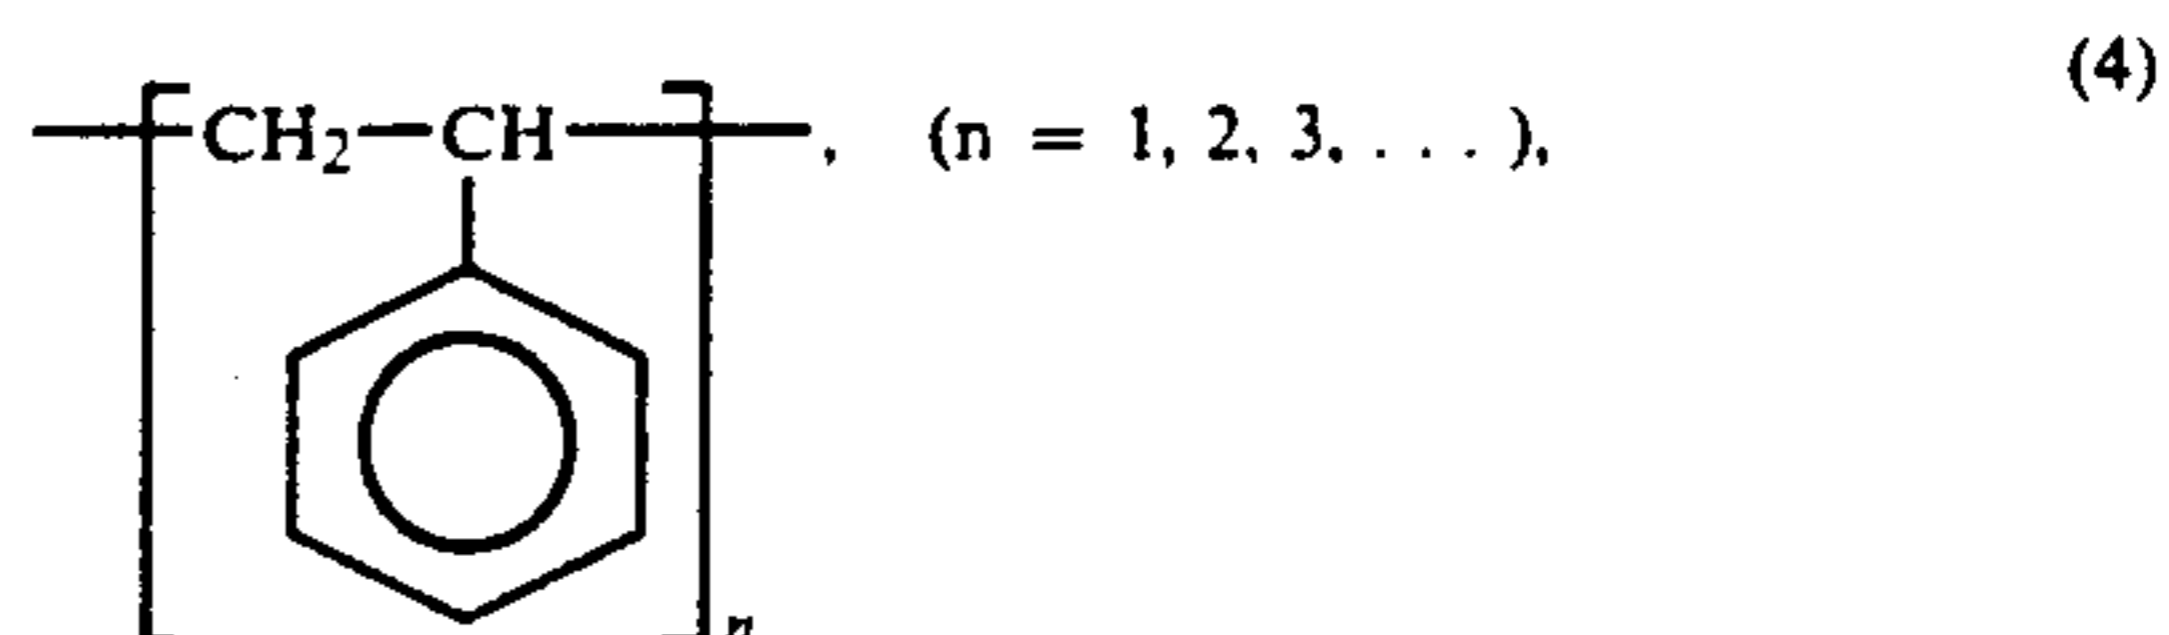 (4)
CH₂—CH, (n = 1, 2, 3, . . . ),
n